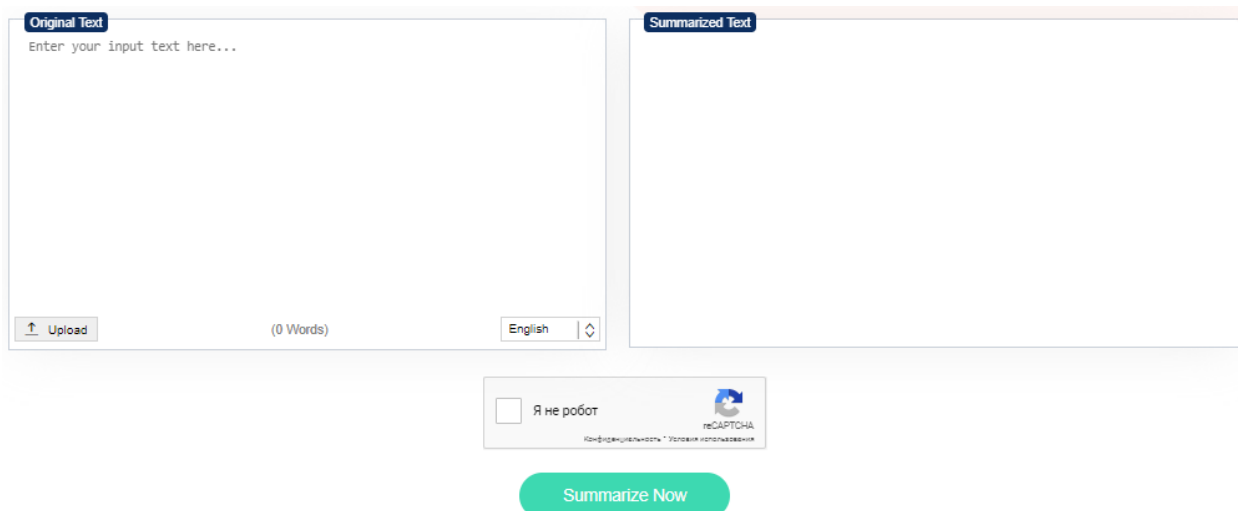 Original Text
Summarized Text
Enter your input text here...
Upload
(0 Words)
English
Я не робот
reCAPTCHA
Конфиденциальность • Условия использования
Summarize Now